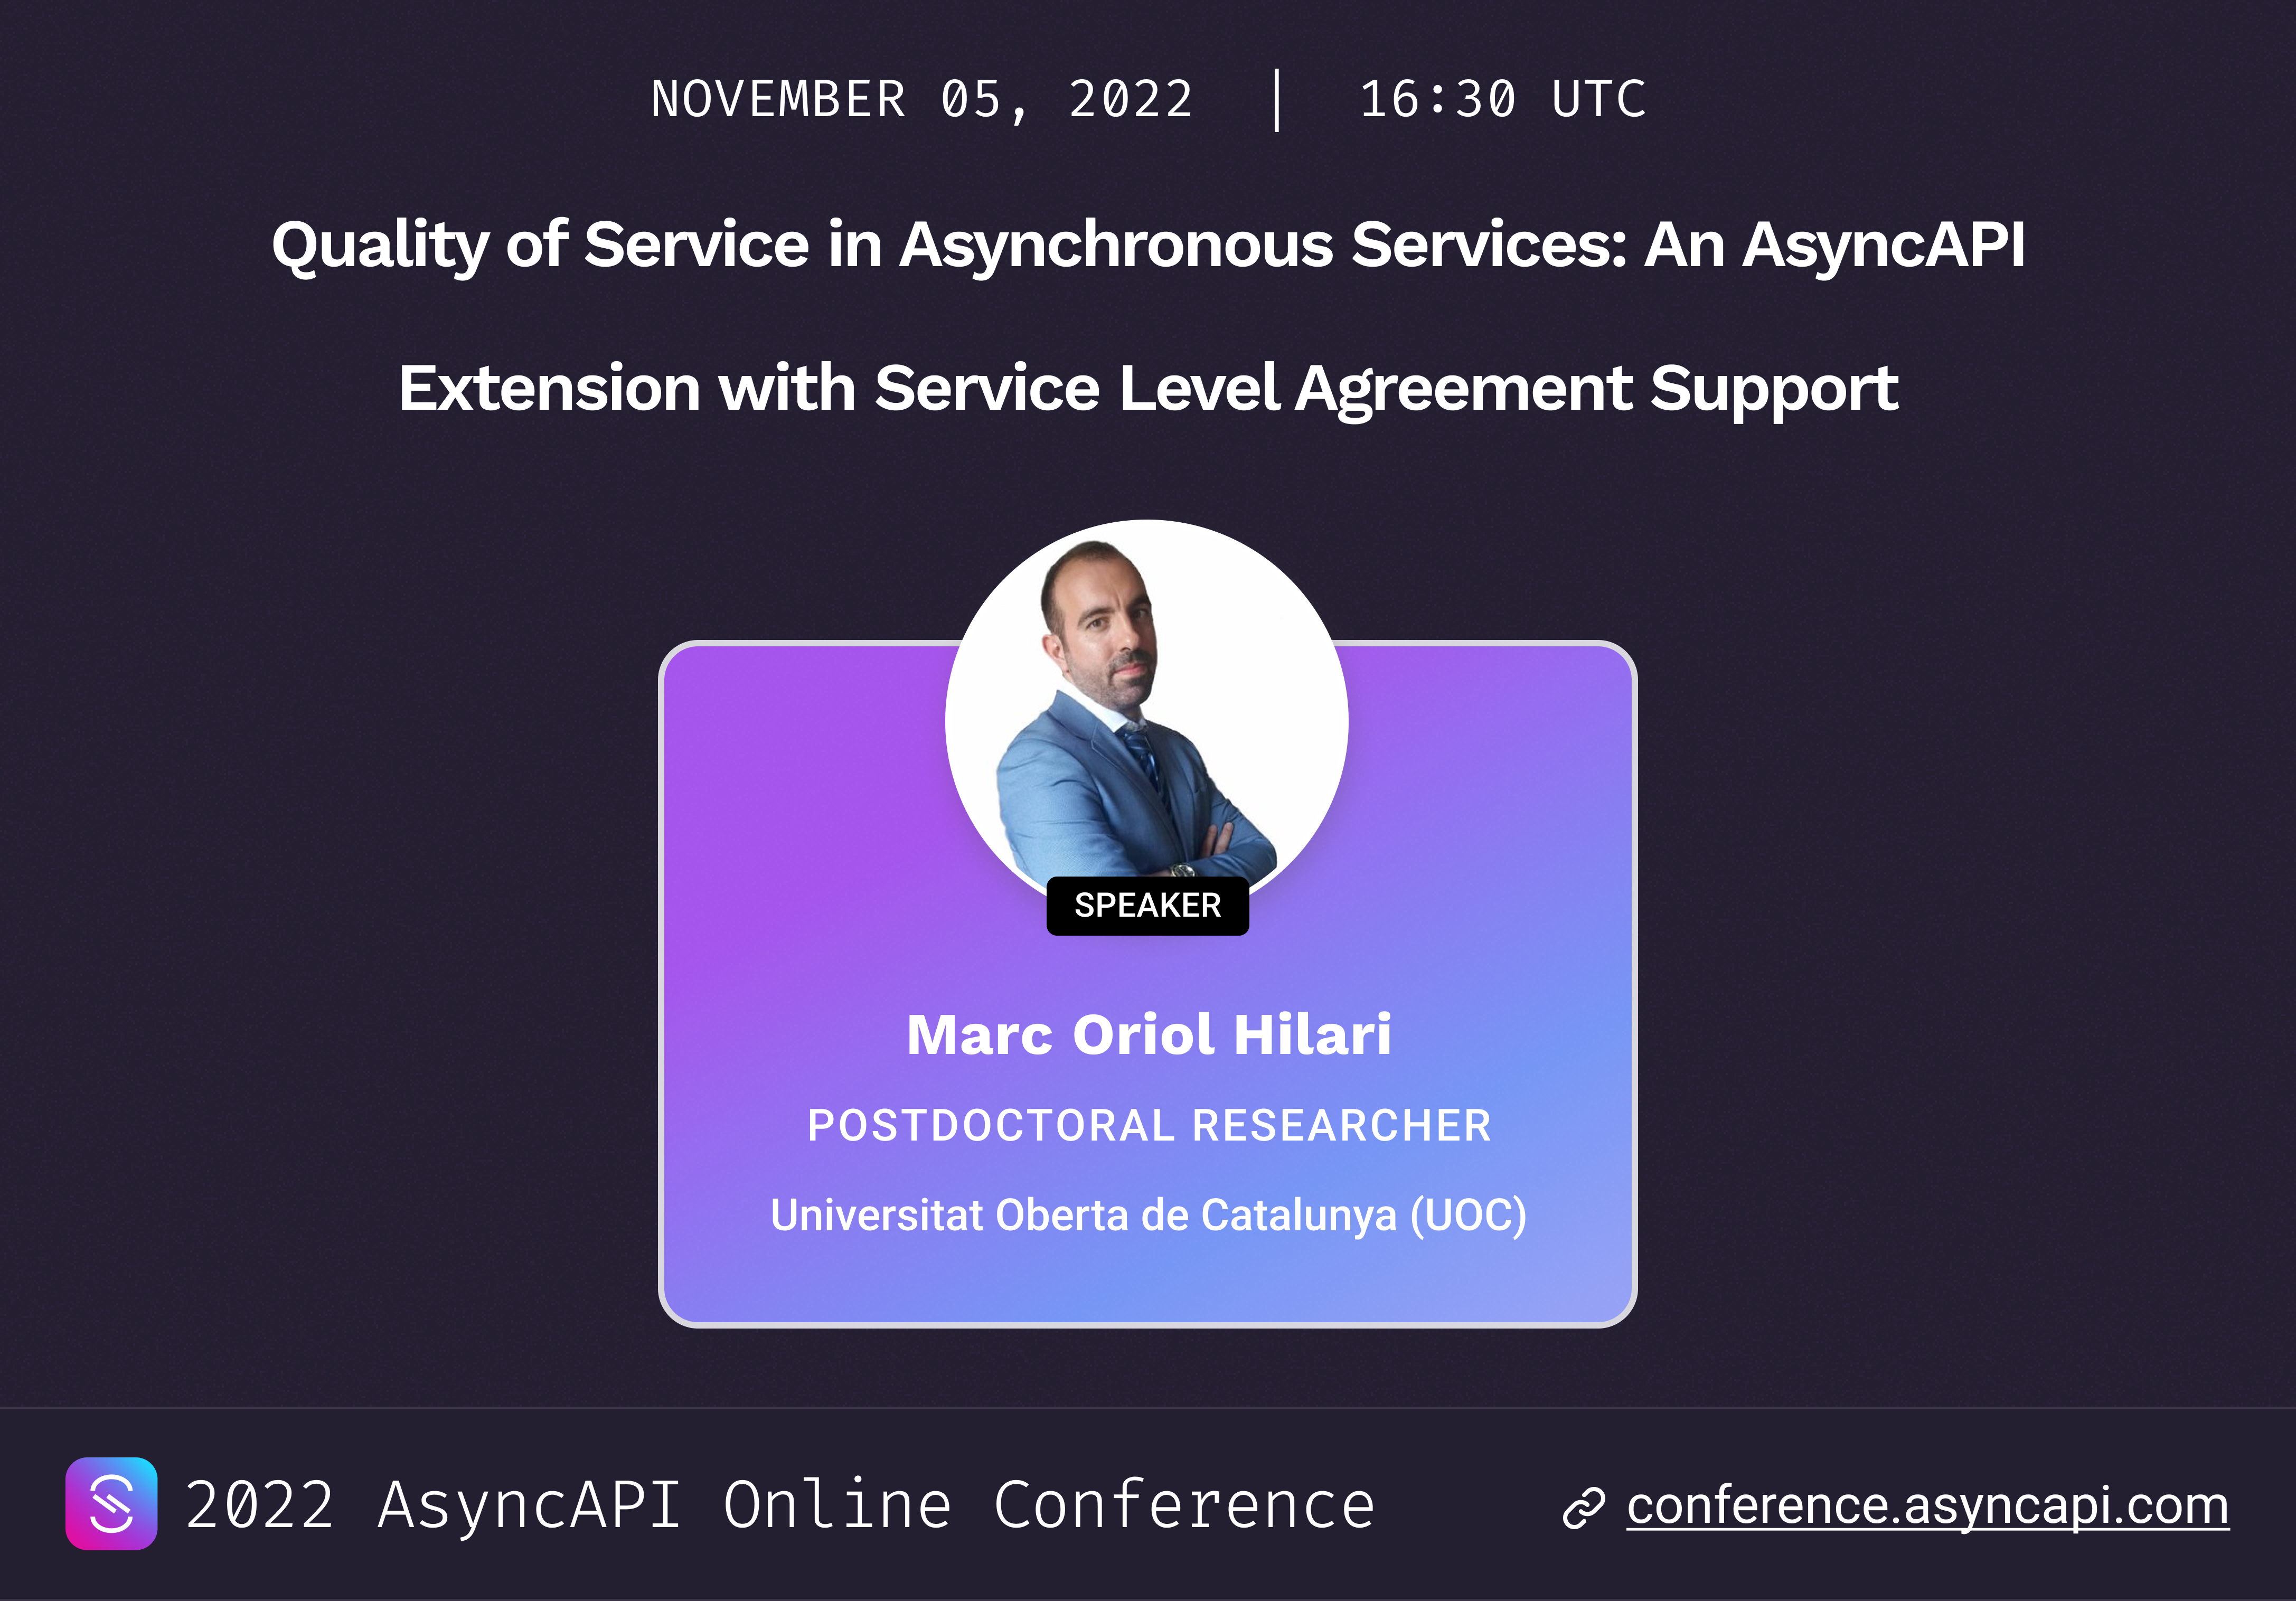 NOVEMBER 05, 2022 | 16:30 UTC
Quality of Service in Asynchronous Services: An AsyncAPI
Extension with Service Level Agreement Support
SPEAKER
Marc Oriol Hilari
POSTDOCTORAL RESEARCHER
Universitat Oberta de Catalunya (UOC)
2022 AsyncAPI Online Conference
conference.asyncapi.com